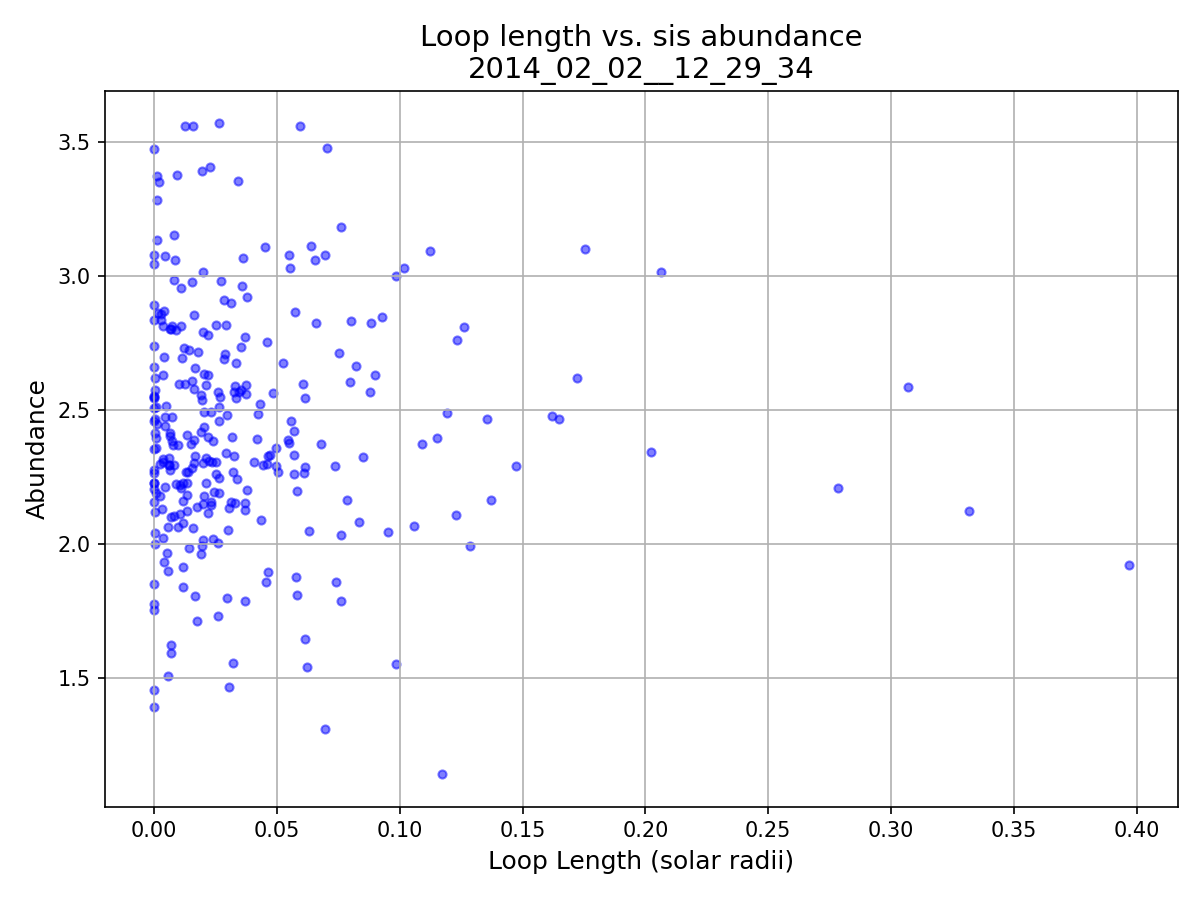 Loop length vs. sis abundance
2014_02_02__12_29_34
3.5
3.0
2.5
2.0
1.5
Abundance
0.00 0.05 0.10 0.15 0.20 0.25 0.30 0.35 0.40
Loop Length (solar radii)